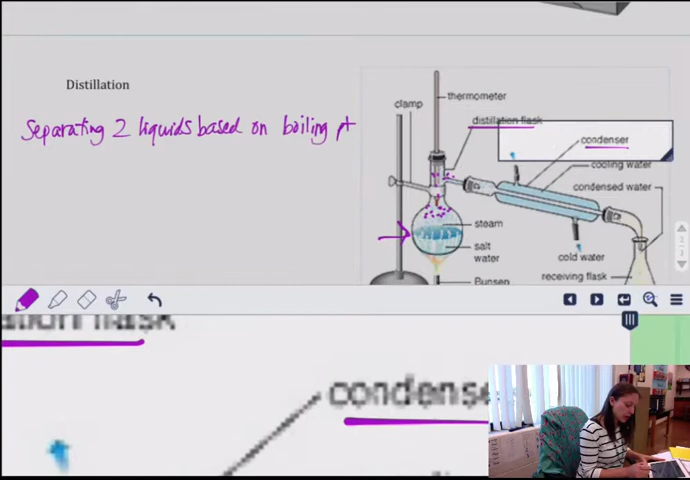 Distillation
Separating 2 liquids based on boiling pt
clamp
thermometer
distillation flask
condenser
cooling water
condensed water
steam
salt
water
cold water
receiving flask
Bunsen
condense